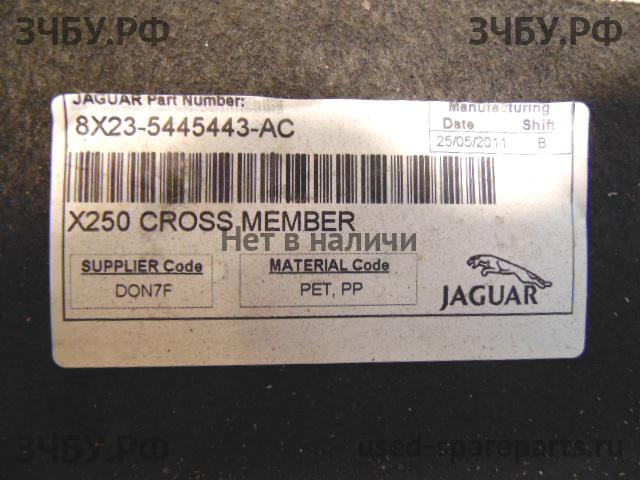 ЗЧБУ.РФ ЗЧБУ.РФ
JAGUAR Part Number:
8X23-5445443-AC
Manufacturing
Date Shift
25/05/2011 B
X250 CROSS MEMBER
Нет в наличи
SUPPLIER Code
DON7F
MATERIAL Code
PET, PP
JAGUAR
ЗЧБУ.РФ used-spareparts.ru